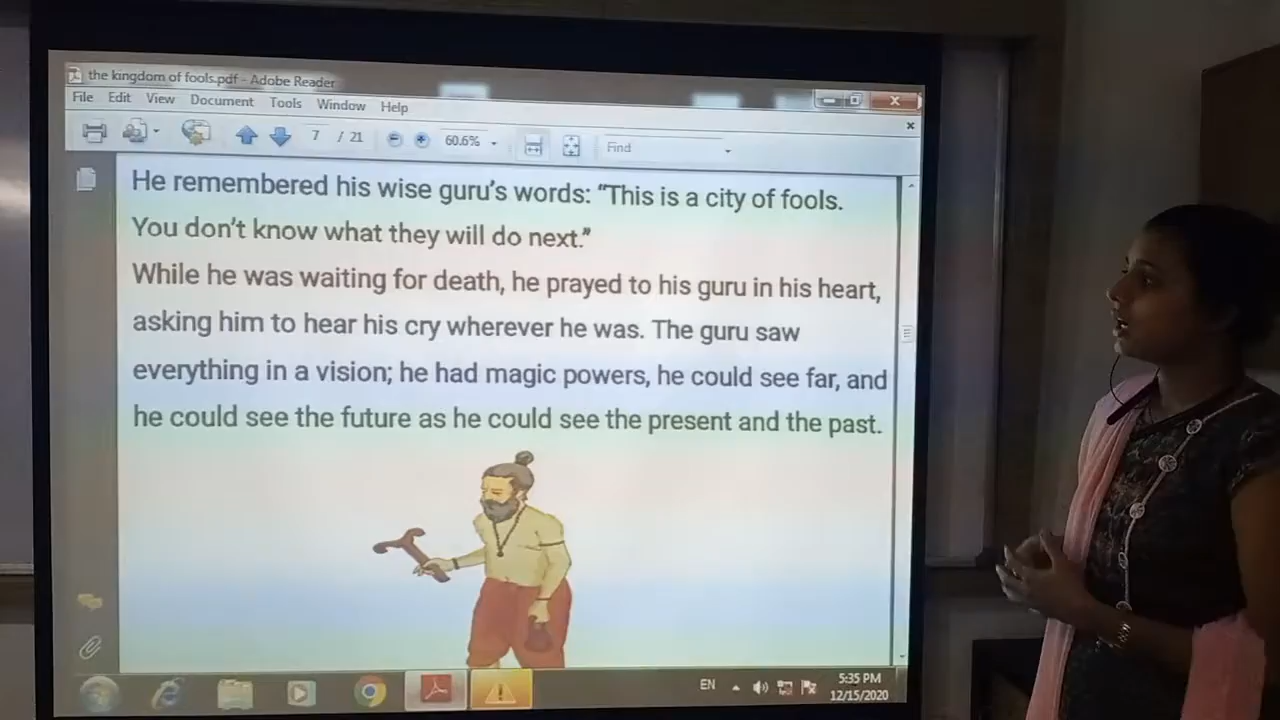 the kingdom of fools.pdf - Adobe Reader
File Edit View Document Tools Window Help
7 / 21 60.6% Find
He remembered his wise guru's words: "This is a city of fools.
You don't know what they will do next."
While he was waiting for death, he prayed to his guru in his heart,
asking him to hear his cry wherever he was. The guru saw
everything in a vision; he had magic powers, he could see far, and
he could see the future as he could see the present and the past.
EN 5:35 PM
12/15/2020